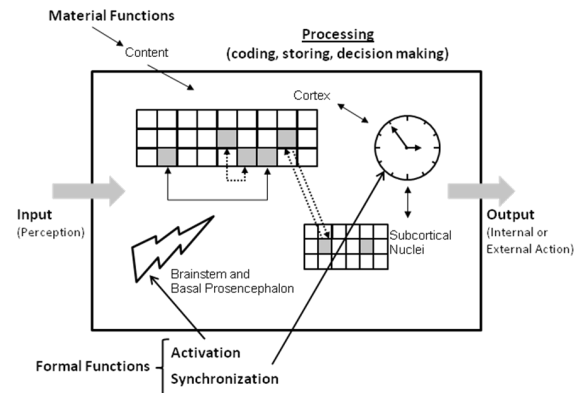 Material Functions
Processing
(coding, storing, decision making)
Content
Cortex
Input
(Perception)
Output
(Internal or
External Action)
Subcortical
Nuclei
Brainstem and
Basal Prosencephalon
Formal Functions
Activation
Synchronization